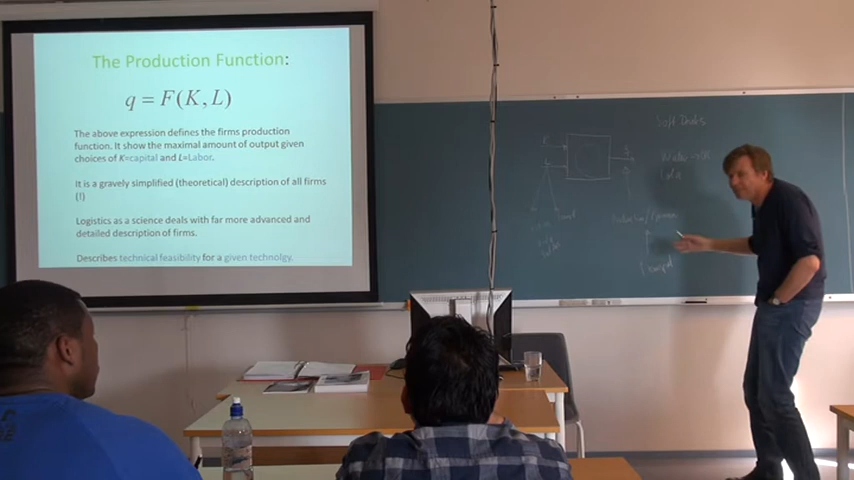 The Production Function:
q = F(K, L)
The above expression defines the firms production
function. It show the maximal amount of output given
choices of K=capital and L=Labor.
It is a gravely simplified (theoretical) description of all firms
(!)
Logistics as a science deals with far more advanced and
detailed description of firms.
Describes technical feasibility for a given technolgy.
K
L